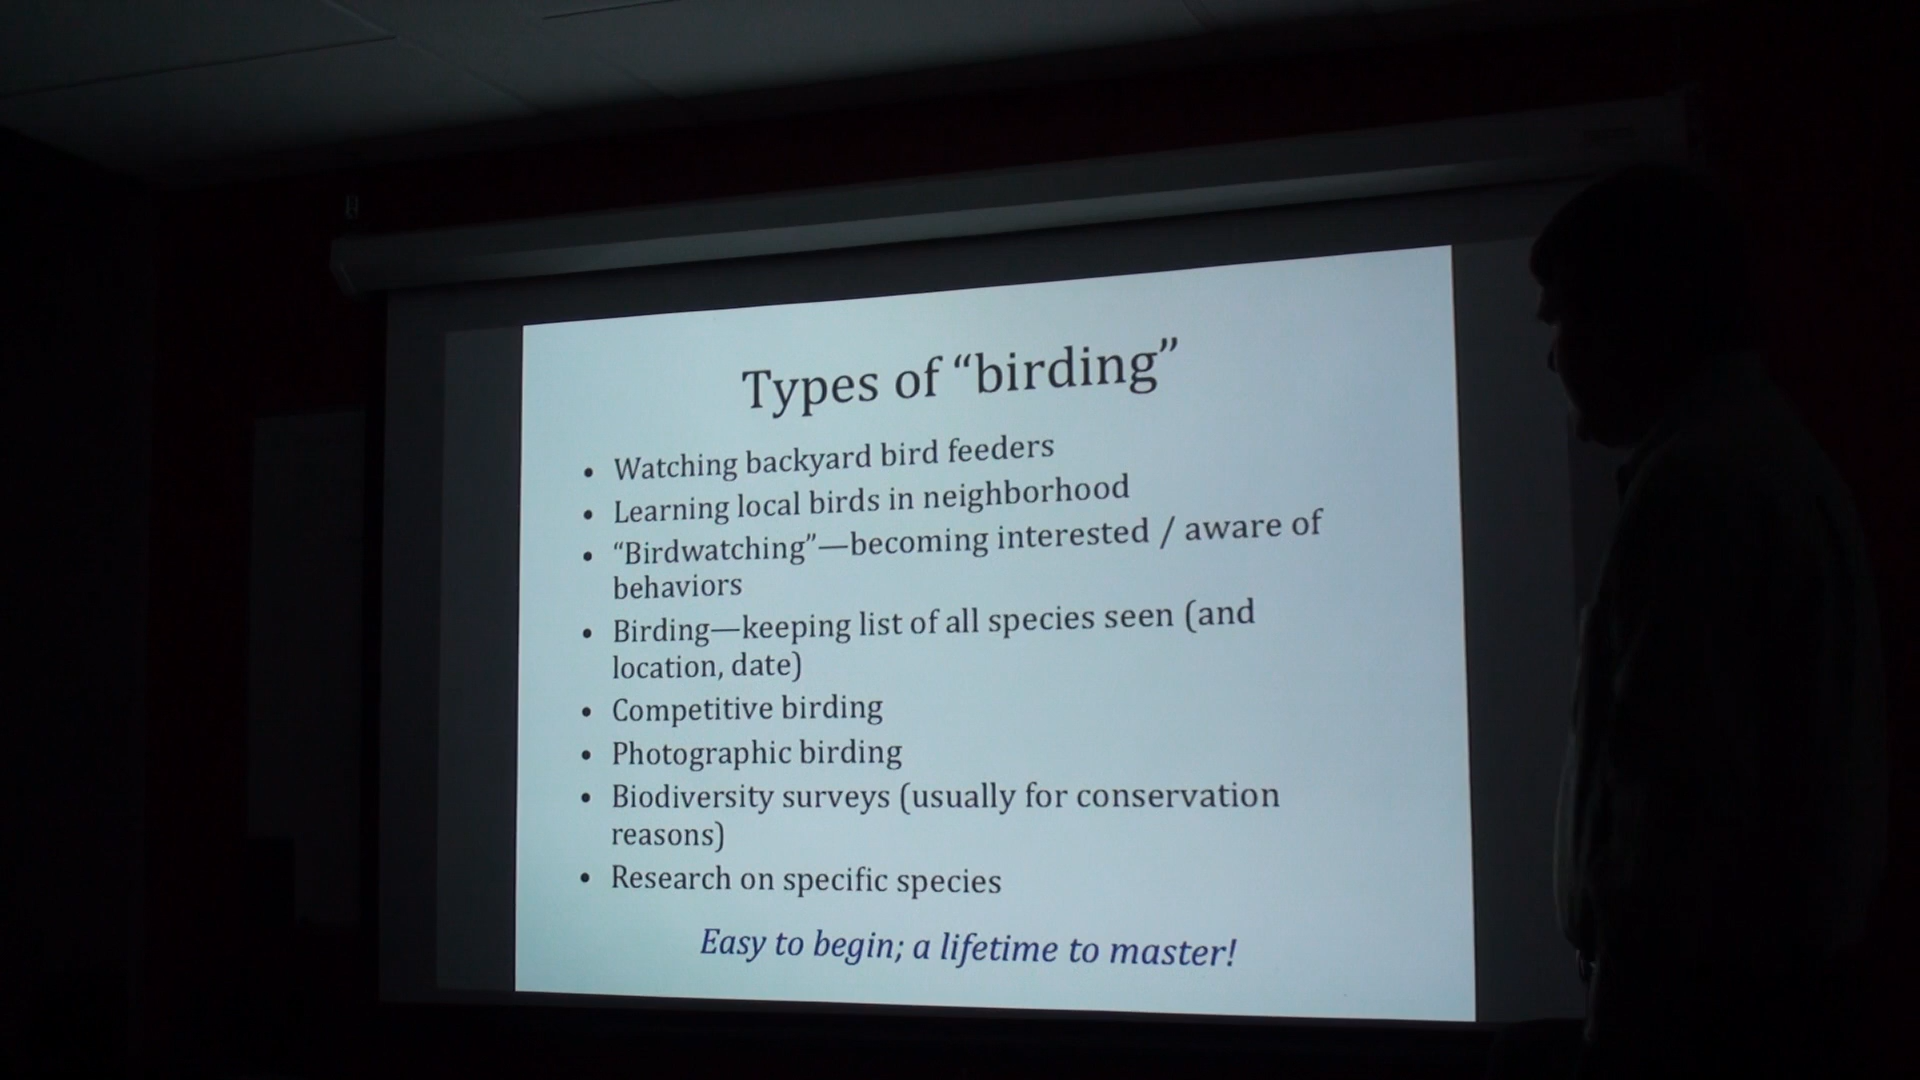 Types of “birding”
• Watching backyard bird feeders
• Learning local birds in neighborhood
• “Birdwatching”—becoming interested / aware of
behaviors
• Birding—keeping list of all species seen (and
location, date)
• Competitive birding
• Photographic birding
• Biodiversity surveys (usually for conservation
reasons)
• Research on specific species
Easy to begin; a lifetime to master!